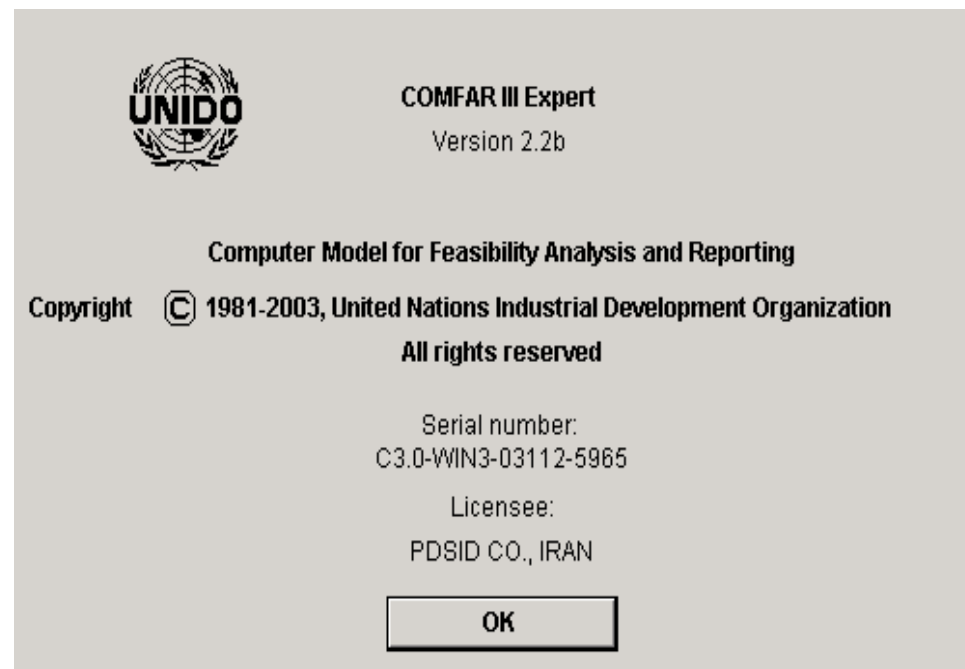 UNIDO
COMFAR III Expert
Version 2.2b
Computer Model for Feasibility Analysis and Reporting
Copyright © 1981-2003, United Nations Industrial Development Organization
All rights reserved
Serial number:
C3.0-WIN3-03112-5965
Licensee:
PDSID CO., IRAN
OK